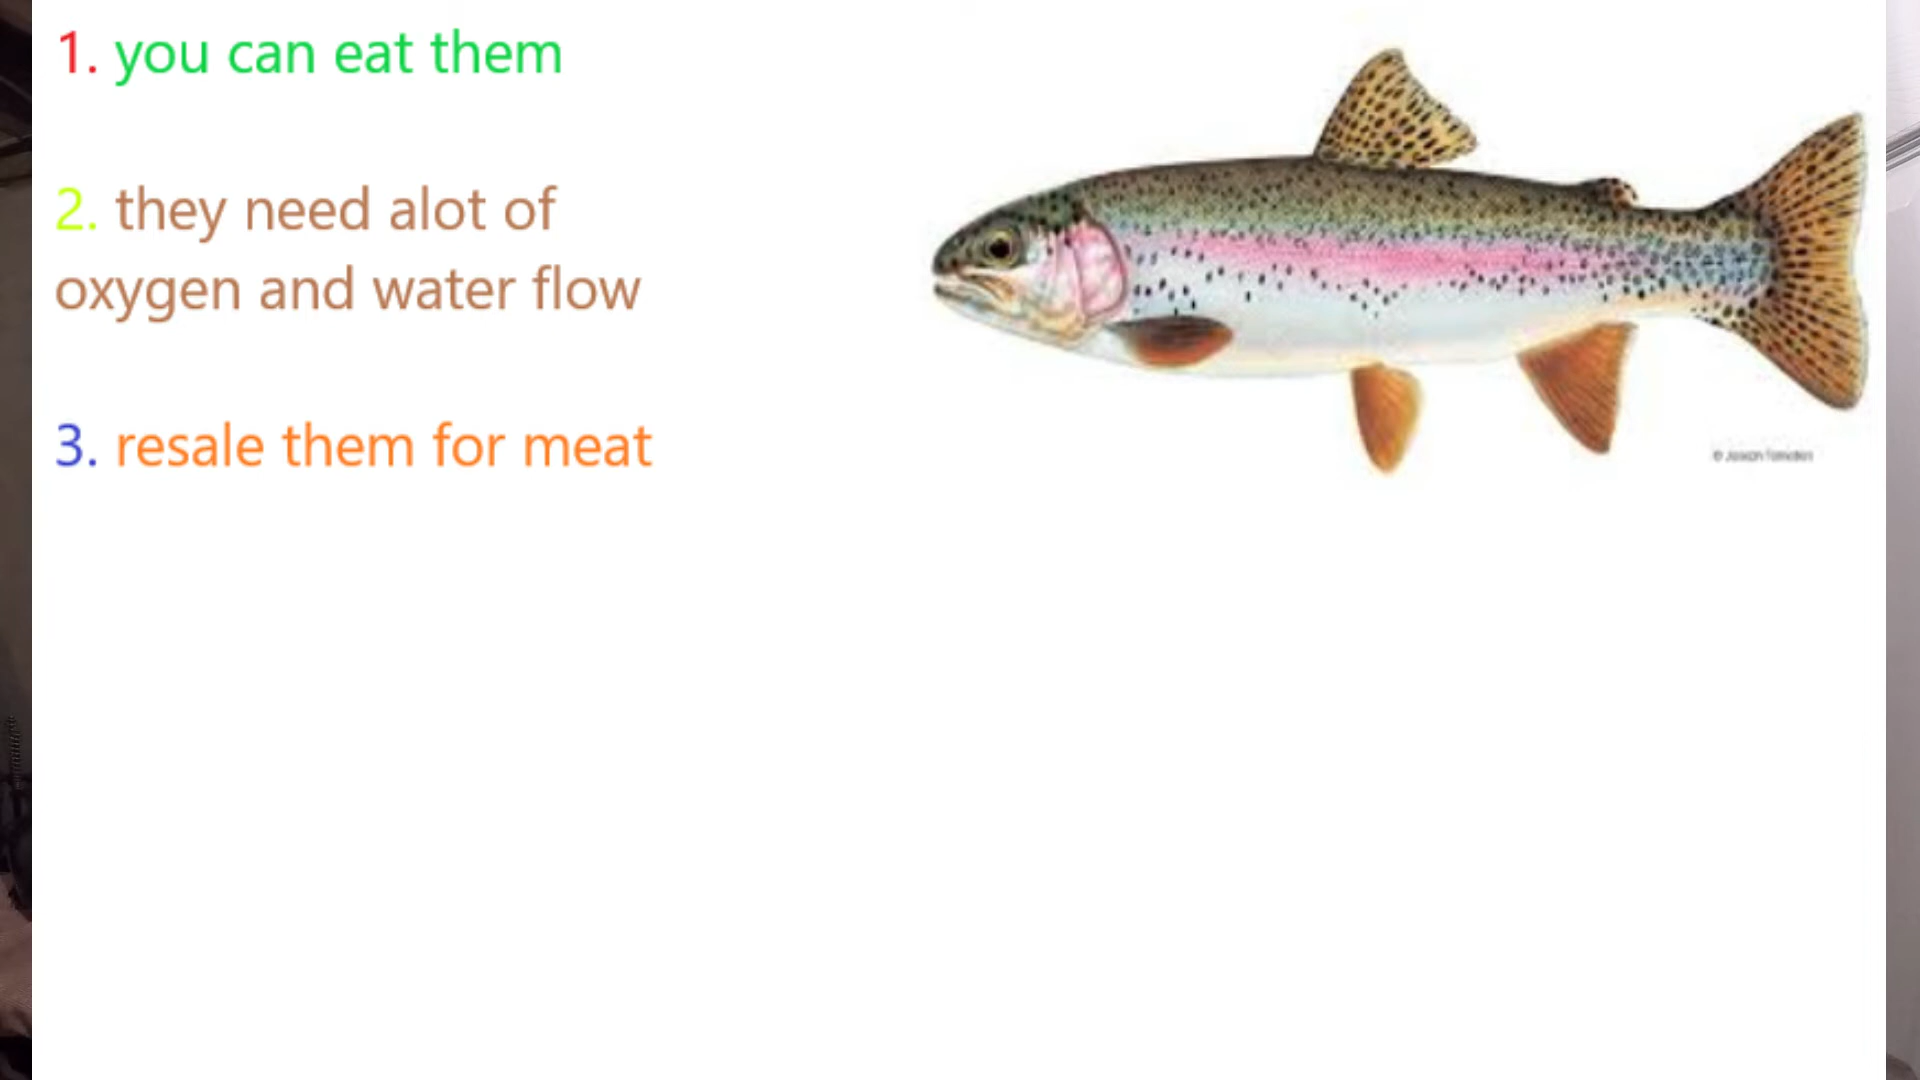 1. you can eat them
2. they need alot of
oxygen and water flow
3. resale them for meat